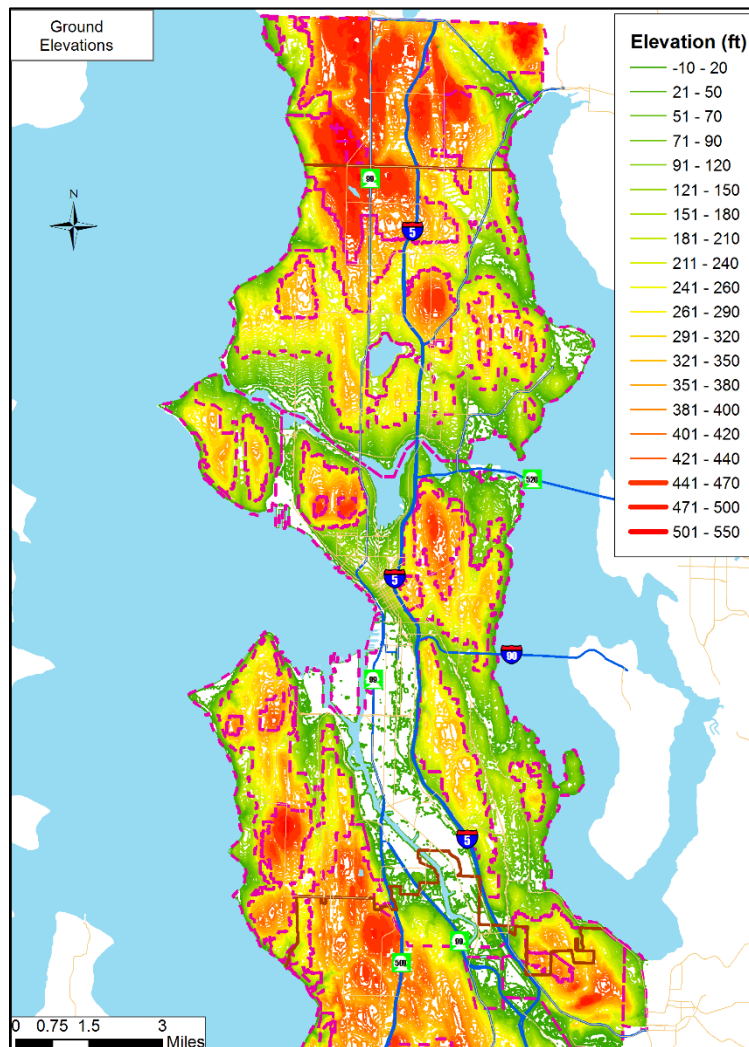 Ground
Elevations
Elevation (ft)
-10 - 20
21 - 50
51 - 70
71 - 90
91 - 120
121 - 150
151 - 180
181 - 210
211 - 240
241 - 260
261 - 290
291 - 320
321 - 350
351 - 380
381 - 400
401 - 420
421 - 440
441 - 470
471 - 500
501 - 550
N
99
5
520
5
90
99
5
99
509
0 0.75 1.5 3
Miles